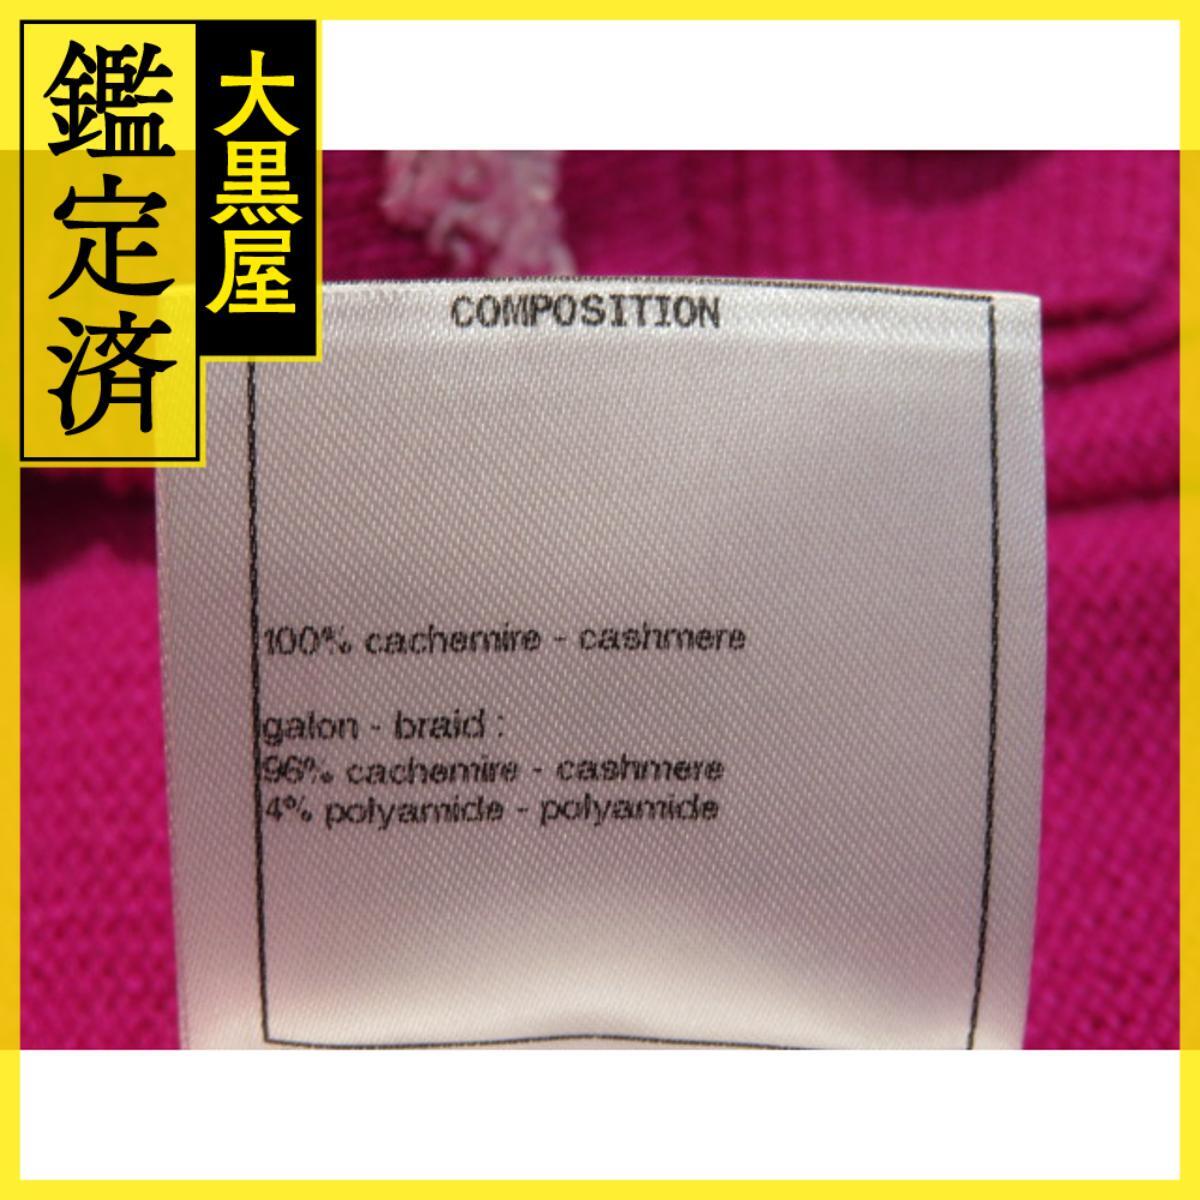 鑑定済
大黒屋
COMPOSITION
100% cachemire - cashmere
galon - braid :
96% cachemire - cashmere
4% polyamide - polyamide